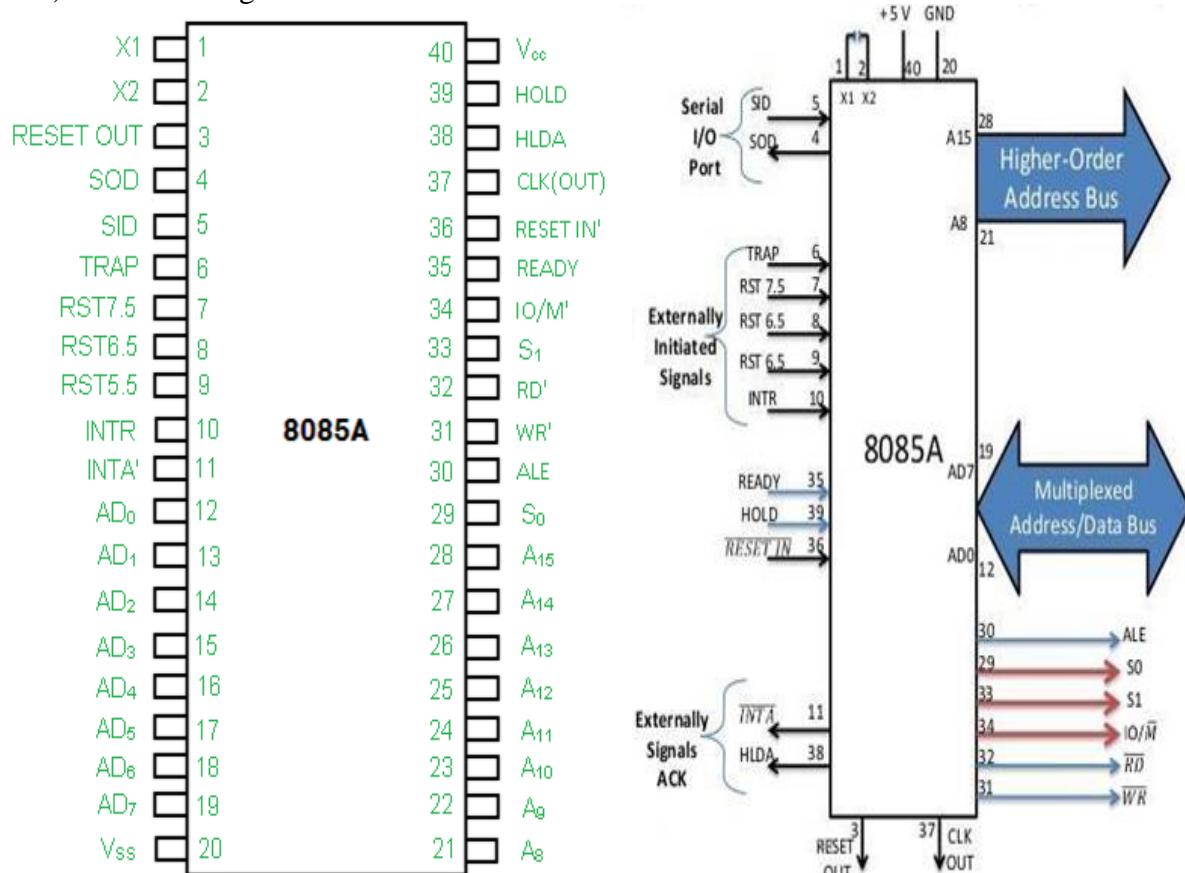 X1 1 40 Vcc
X2 2 39 HOLD
RESET OUT 3 38 HLDA
SOD 4 37 CLK(OUT)
SID 5 36 RESET IN'
TRAP 6 35 READY
RST7.5 7 34 IO/M'
RST6.5 8 33 S1
RST5.5 9 32 RD'
INTR 10 8085A 31 WR'
INTA' 11 30 ALE
AD0 12 29 S0
AD1 13 28 A15
AD2 14 27 A14
AD3 15 26 A13
AD4 16 25 A12
AD5 17 24 A11
AD6 18 23 A10
AD7 19 22 A9
Vss 20 21 A8
+5 V GND
1 2 40 20
X1 X2
Serial
I/O
Port
SID 5
SOD 4
A15 28
Higher-Order
Address Bus
A8 21
Externally
Initiated
Signals
TRAP 6
RST 7.5 7
RST 6.5 8
RST 6.5 9
INTR 10
8085A
AD7 19
Multiplexed
Address/Data Bus
AD0 12
READY 35
HOLD 39
R̅E̅S̅E̅T̅ I̅N̅ 36
30 ALE
29 S0
33 S1
34 IO/M̅
32 R̅D̅
31 W̅R̅
Externally
Signals
ACK
I̅N̅T̅A̅ 11
HLDA 38
3 37
RESET OUT
CLK OUT